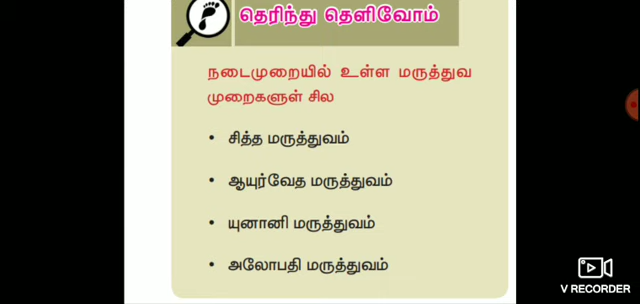 தெரிந்து தெளிவோம்
நடைமுறையில் உள்ள மருத்துவ
முறைகளுள் சில
• சித்த மருத்துவம்
• ஆயுர்வேத மருத்துவம்
• யுனானி மருத்துவம்
• அலோபதி மருத்துவம்
V RECORDER